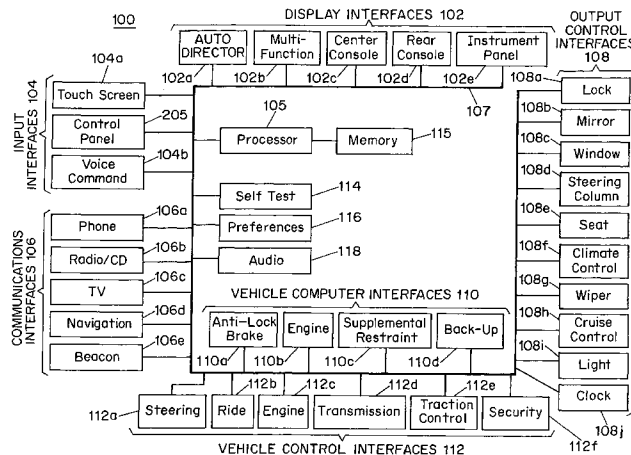 100
DISPLAY INTERFACES 102
AUTO DIRECTOR
Multi-Function
Center Console
Rear Console
Instrument Panel
102a
102b
102c
102d
102e
107
OUTPUT CONTROL INTERFACES 108
108a
Lock
108b
Mirror
108c
Window
108d
Steering Column
108e
Seat
108f
Climate Control
108g
Wiper
108h
Cruise Control
108i
Light
Clock
108j
INPUT INTERFACES 104
104a
Touch Screen
205
Control Panel
104b
Voice Command
105
Processor
Memory
115
Self Test
114
Preferences
116
Audio
118
COMMUNICATIONS INTERFACES 106
Phone
106a
Radio/CD
106b
TV
106c
Navigation
106d
Beacon
106e
VEHICLE COMPUTER INTERFACES 110
Anti-Lock Brake
Engine
Supplemental Restraint
Back-Up
110a
110b
110c
110d
112a
112b
112c
112d
112e
Steering
Ride
Engine
Transmission
Traction Control
Security
112f
VEHICLE CONTROL INTERFACES 112